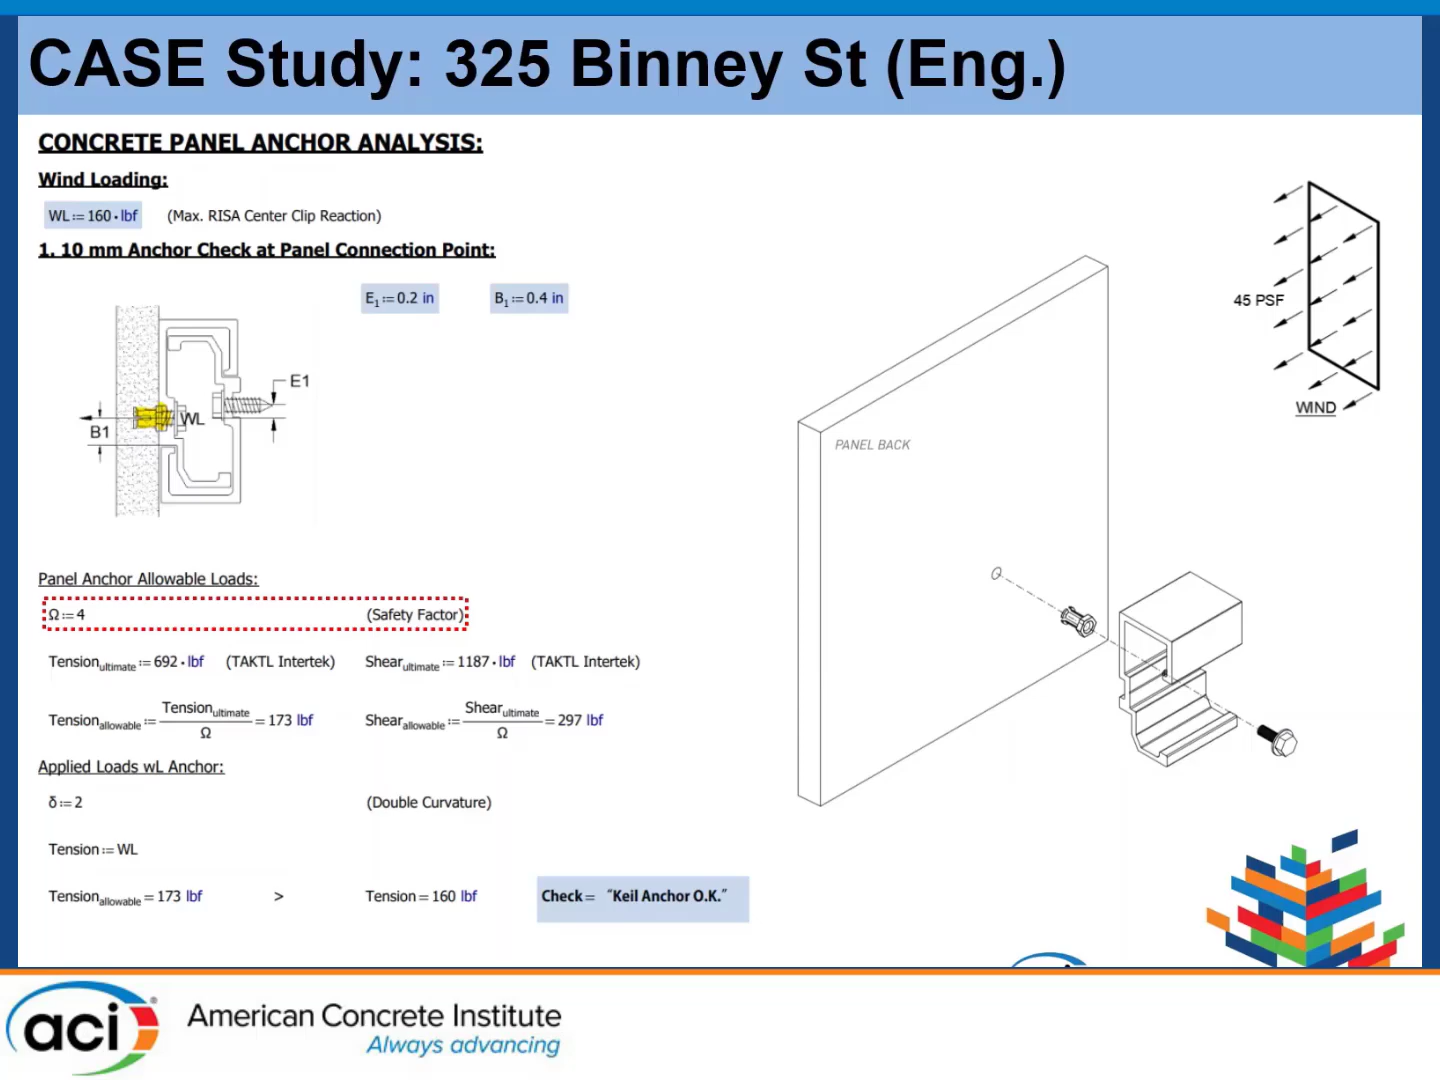 CASE Study: 325 Binney St (Eng.)
CONCRETE PANEL ANCHOR ANALYSIS:
Wind Loading:
WL := 160 · lbf (Max. RISA Center Clip Reaction)
1. 10 mm Anchor Check at Panel Connection Point:
E₁ := 0.2 in B₁ := 0.4 in
E1
WL
B1
PANEL BACK
45 PSF
WIND
Panel Anchor Allowable Loads:
Ω := 4 (Safety Factor)
Tension_ultimate := 692 · lbf (TAKTL Intertek) Shear_ultimate := 1187 · lbf (TAKTL Intertek)
Tension_allowable := Tension_ultimate / Ω = 173 lbf Shear_allowable := Shear_ultimate / Ω = 297 lbf
Applied Loads wL Anchor:
δ := 2 (Double Curvature)
Tension := WL
Tension_allowable = 173 lbf > Tension = 160 lbf Check = "Keil Anchor O.K."
aci®
American Concrete Institute
Always advancing